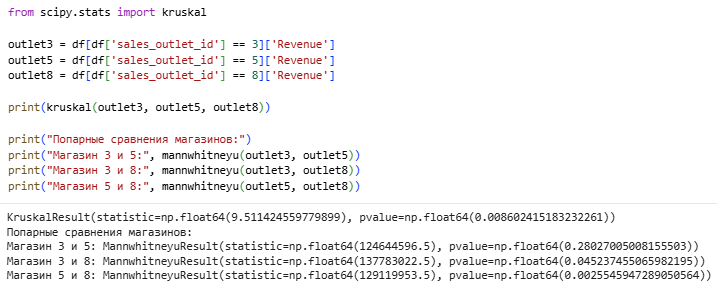 from scipy.stats import kruskal
outlet3 = df[df['sales_outlet_id'] == 3]['Revenue']
outlet5 = df[df['sales_outlet_id'] == 5]['Revenue']
outlet8 = df[df['sales_outlet_id'] == 8]['Revenue']
print(kruskal(outlet3, outlet5, outlet8))
print("Попарные сравнения магазинов:")
print("Магазин 3 и 5:", mannwhitneyu(outlet3, outlet5))
print("Магазин 3 и 8:", mannwhitneyu(outlet3, outlet8))
print("Магазин 5 и 8:", mannwhitneyu(outlet5, outlet8))
KruskalResult(statistic=np.float64(9.511424559779899), pvalue=np.float64(0.008602415183232261))
Попарные сравнения магазинов:
Магазин 3 и 5: MannwhitneyuResult(statistic=np.float64(124644596.5), pvalue=np.float64(0.28027005008155503))
Магазин 3 и 8: MannwhitneyuResult(statistic=np.float64(137783022.5), pvalue=np.float64(0.045237455065982195))
Магазин 5 и 8: MannwhitneyuResult(statistic=np.float64(129119953.5), pvalue=np.float64(0.0025545947289050564))